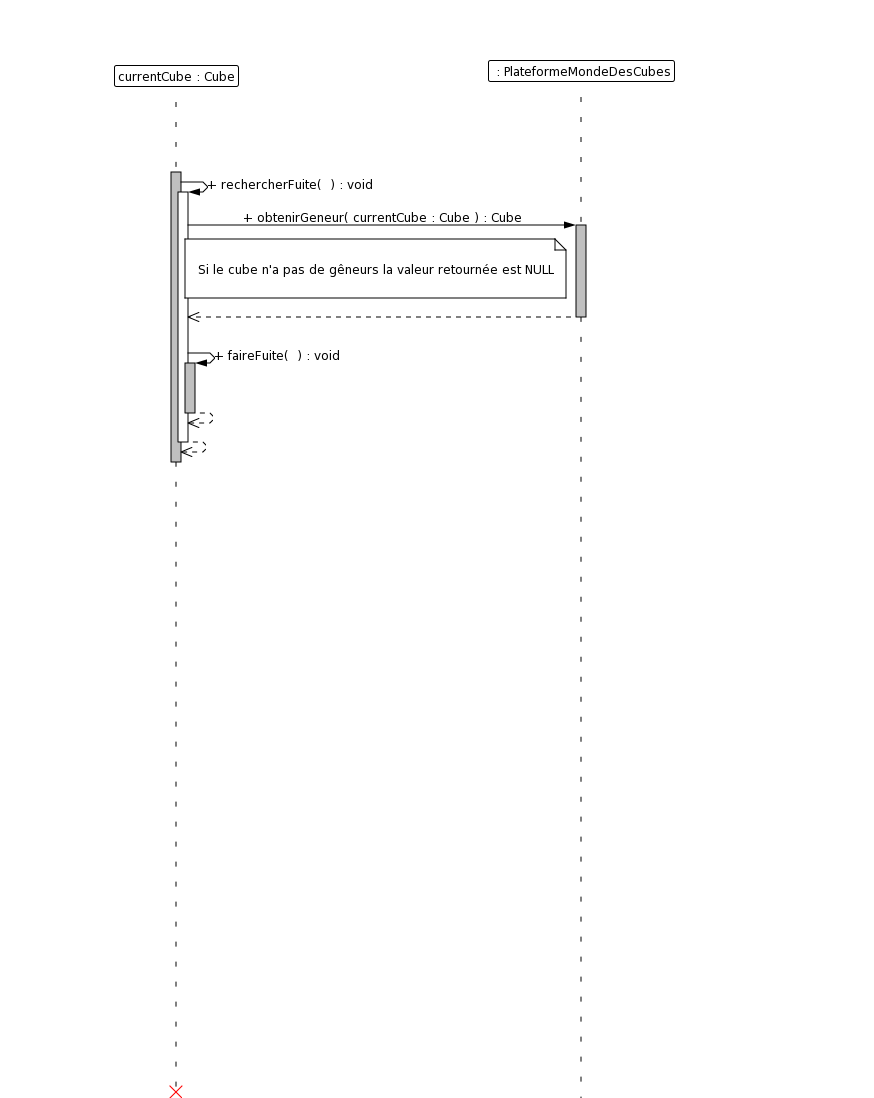 currentCube : Cube
: PlateformeMondeDesCubes
+ rechercherFuite(  ) : void
+ obtenirGeneur( currentCube : Cube ) : Cube
Si le cube n'a pas de gêneurs la valeur retournée est NULL
+ faireFuite(  ) : void